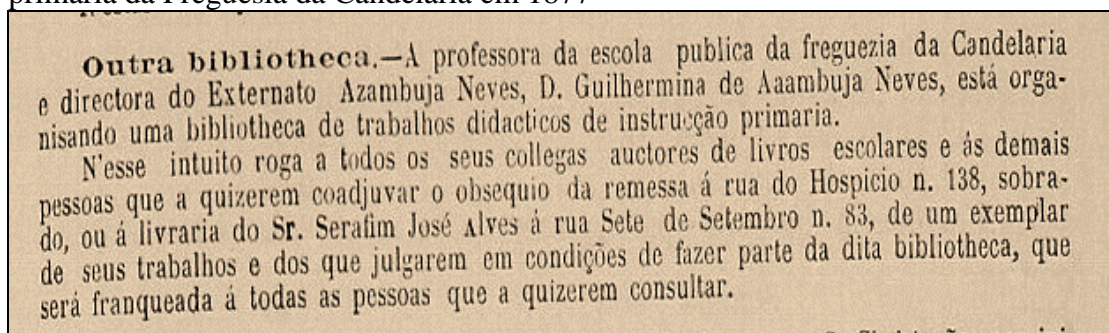 primária da Freguesia da Candelária em 1877
Outra bibliotheca.—A professora da escola publica da freguezia da Candelaria
e directora do Externato Azambuja Neves, D. Guilhermina de Aaambuja Neves, está orga-
nisando uma bibliotheca de trabalhos didacticos de instrucção primaria.
N'esse intuito roga a todos os seus collegas auctores de livros escolares e ás demais
pessoas que a quizerem coadjuvar o obsequio da remessa á rua do Hospicio n. 138, sobra-
do, ou á livraria do Sr. Serafim José Alves á rua Sete de Setembro n. 83, de um exemplar
de seus trabalhos e dos que julgarem em condições de fazer parte da dita bibliotheca, que
será franqueada á todas as pessoas que a quizerem consultar.